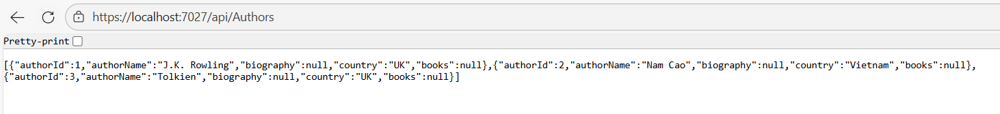 https://localhost:7027/api/Authors
Pretty-print
[{"authorId":1,"authorName":"J.K. Rowling","biography":null,"country":"UK","books":null},{"authorId":2,"authorName":"Nam Cao","biography":null,"country":"Vietnam","books":null},
{"authorId":3,"authorName":"Tolkien","biography":null,"country":"UK","books":null}]